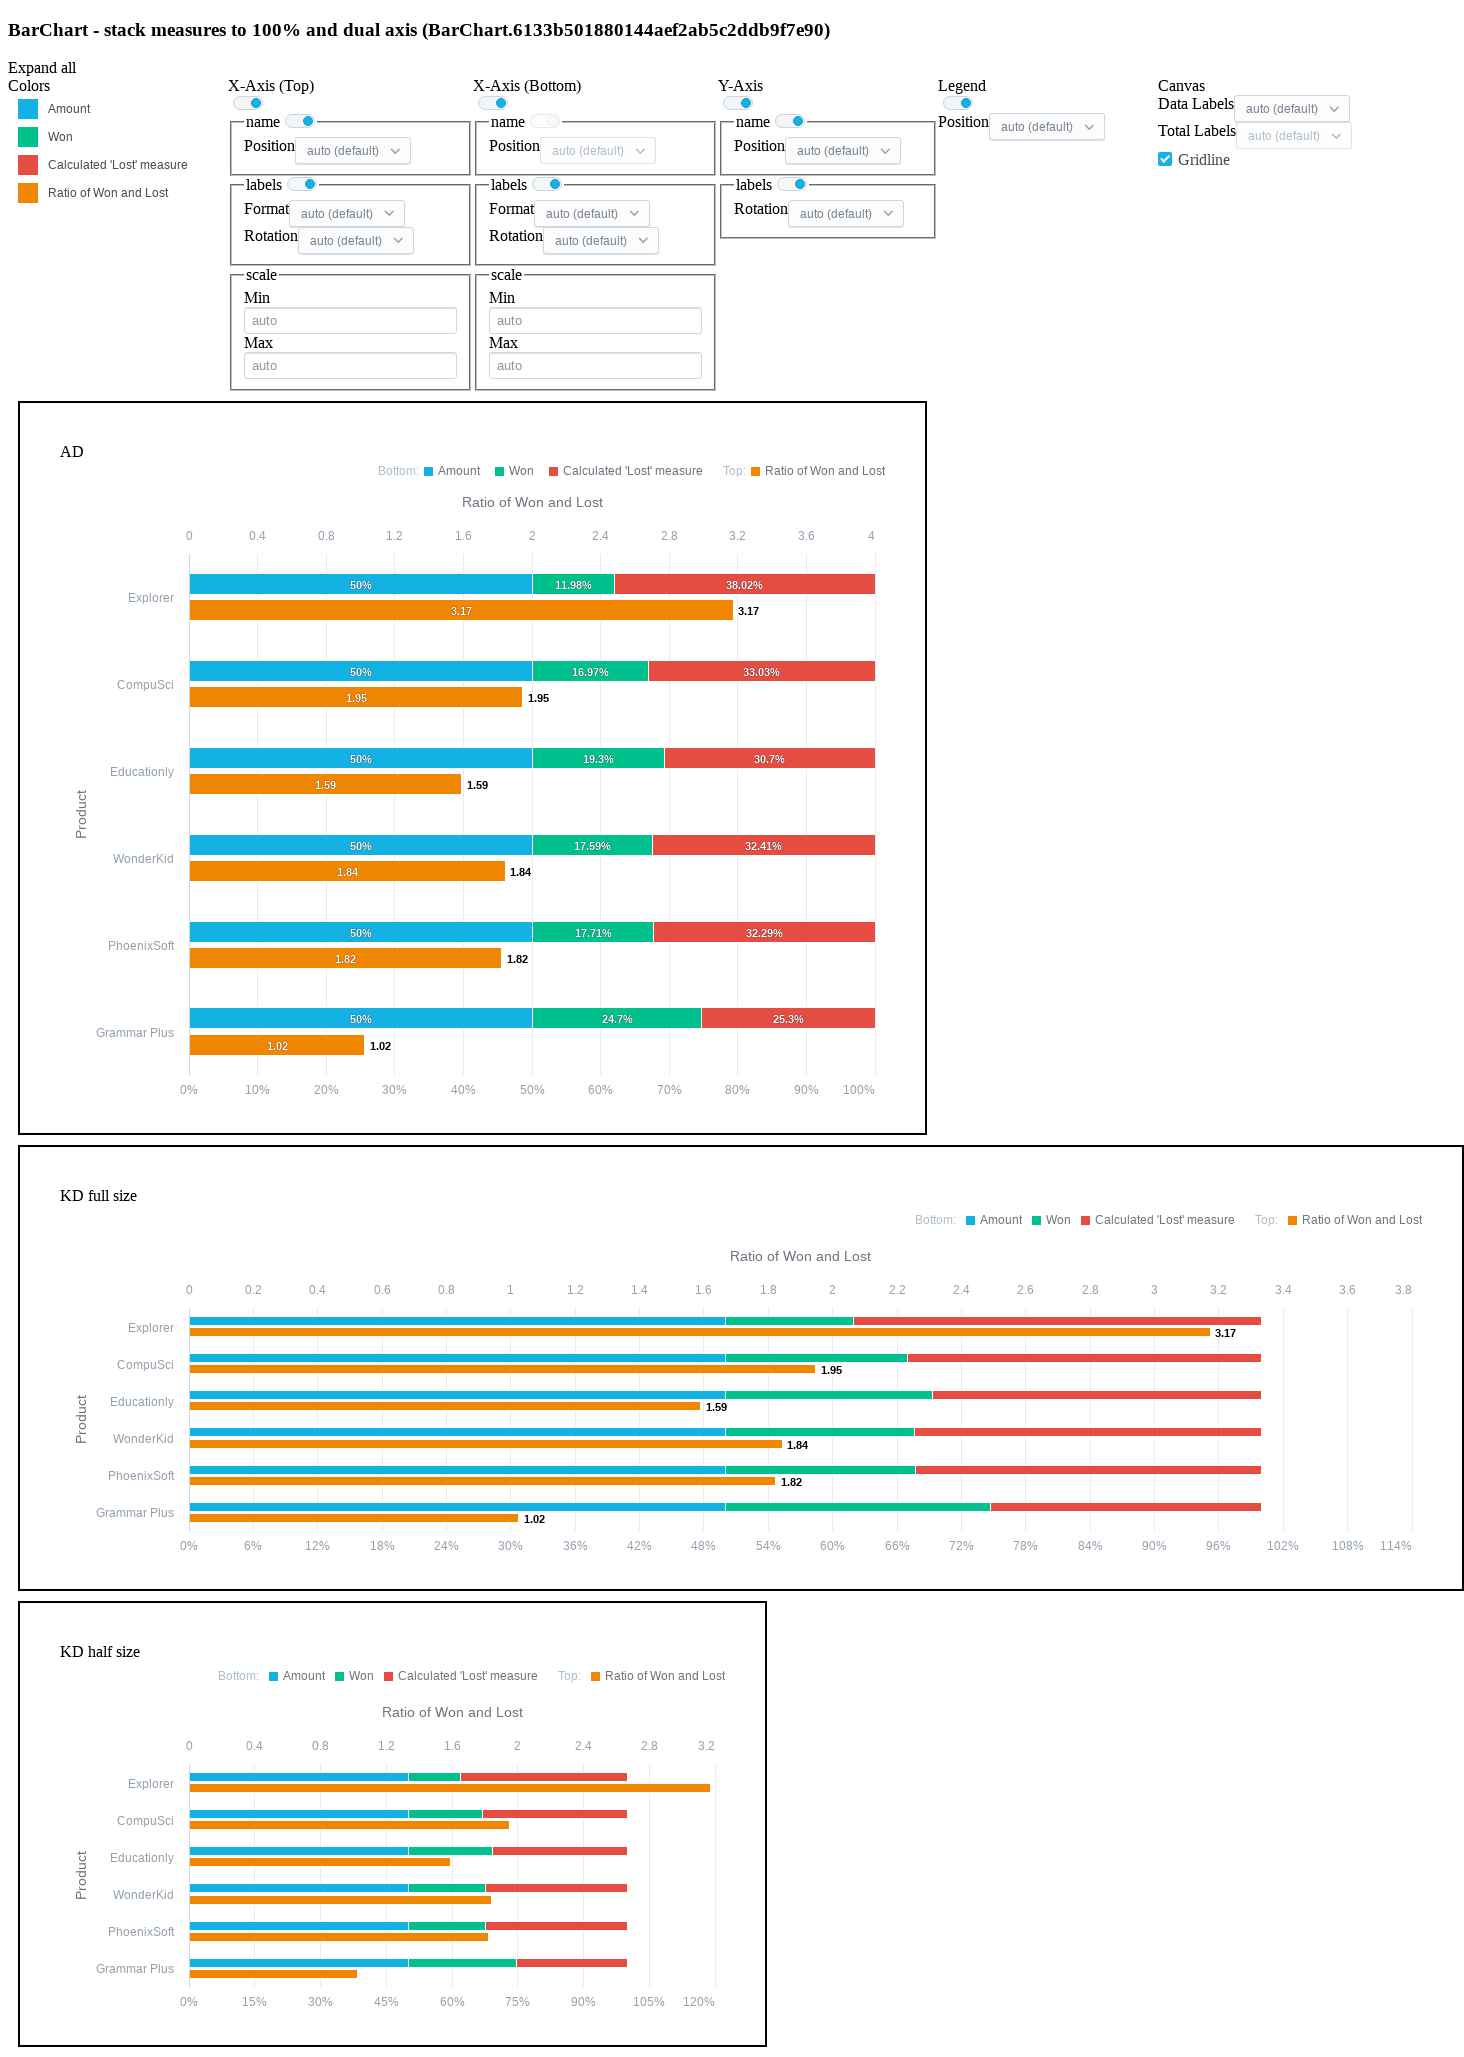 BarChart - stack measures to 100% and dual axis (BarChart.6133b501880144aef2ab5c2ddb9f7e90)
Expand all
Colors
Amount
Won
Calculated 'Lost' measure
Ratio of Won and Lost
X-Axis (Top)
name
Position auto (default)
labels
Format auto (default)
Rotation auto (default)
scale
Min
auto
Max
auto
X-Axis (Bottom)
name
Position auto (default)
labels
Format auto (default)
Rotation auto (default)
scale
Min
auto
Max
auto
Y-Axis
name
Position auto (default)
labels
Rotation auto (default)
Legend
Position auto (default)
Canvas
Data Labels auto (default)
Total Labels auto (default)
Gridline
AD
Bottom: Amount Won Calculated 'Lost' measure Top: Ratio of Won and Lost
Ratio of Won and Lost
0 0.4 0.8 1.2 1.6 2 2.4 2.8 3.2 3.6 4
Product
Explorer 50% 11.98% 38.02%
3.17 3.17
CompuSci 50% 16.97% 33.03%
1.95 1.95
Educationly 50% 19.3% 30.7%
1.59 1.59
WonderKid 50% 17.59% 32.41%
1.84 1.84
PhoenixSoft 50% 17.71% 32.29%
1.82 1.82
Grammar Plus 50% 24.7% 25.3%
1.02 1.02
0% 10% 20% 30% 40% 50% 60% 70% 80% 90% 100%
KD full size
Bottom: Amount Won Calculated 'Lost' measure Top: Ratio of Won and Lost
Ratio of Won and Lost
0 0.2 0.4 0.6 0.8 1 1.2 1.4 1.6 1.8 2 2.2 2.4 2.6 2.8 3 3.2 3.4 3.6 3.8
Product
Explorer 3.17
CompuSci 1.95
Educationly 1.59
WonderKid 1.84
PhoenixSoft 1.82
Grammar Plus 1.02
0% 6% 12% 18% 24% 30% 36% 42% 48% 54% 60% 66% 72% 78% 84% 90% 96% 102% 108% 114%
KD half size
Bottom: Amount Won Calculated 'Lost' measure Top: Ratio of Won and Lost
Ratio of Won and Lost
0 0.4 0.8 1.2 1.6 2 2.4 2.8 3.2
Product
Explorer
CompuSci
Educationly
WonderKid
PhoenixSoft
Grammar Plus
0% 15% 30% 45% 60% 75% 90% 105% 120%